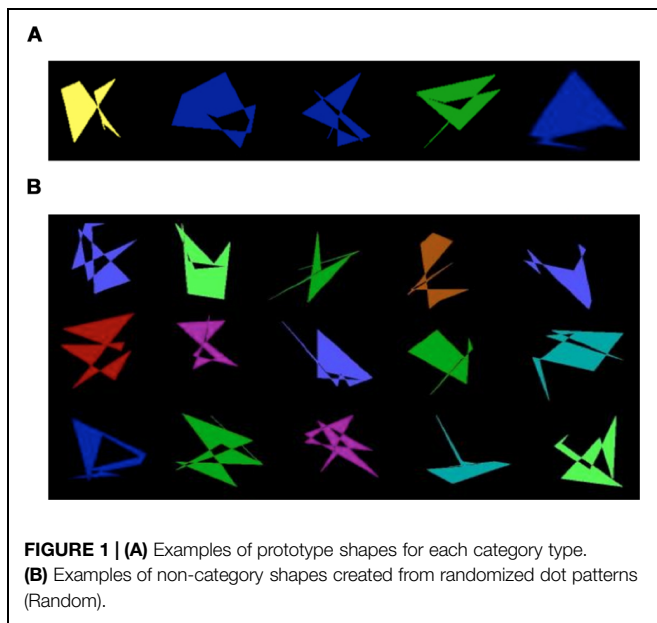 A
B
FIGURE 1 | (A) Examples of prototype shapes for each category type.
(B) Examples of non-category shapes created from randomized dot patterns
(Random).